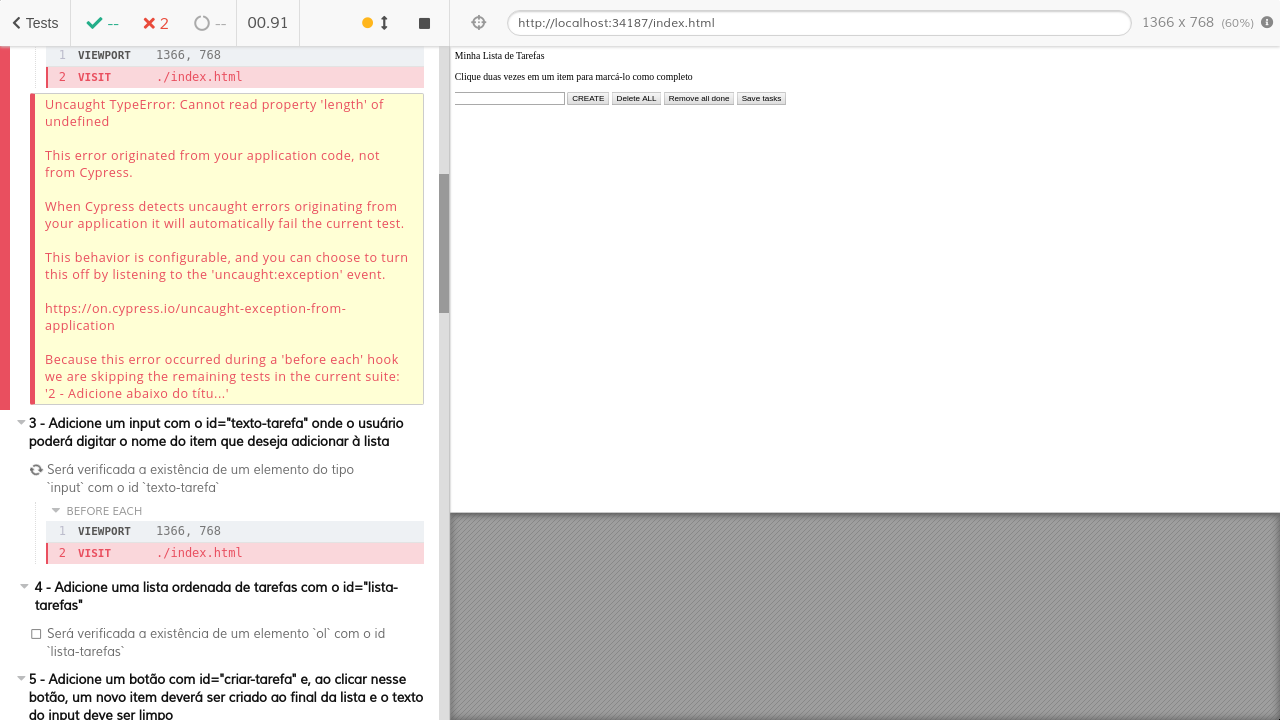 Tests
--
2
--
00.91
http://localhost:34187/index.html
1366 x 768 (60%)
1 VIEWPORT 1366, 768
2 VISIT ./index.html
Uncaught TypeError: Cannot read property 'length' of
undefined
This error originated from your application code, not
from Cypress.
When Cypress detects uncaught errors originating from
your application it will automatically fail the current test.
This behavior is configurable, and you can choose to turn
this off by listening to the 'uncaught:exception' event.
https://on.cypress.io/uncaught-exception-from-
application
Because this error occurred during a 'before each' hook
we are skipping the remaining tests in the current suite:
'2 - Adicione abaixo do títu...'
3 - Adicione um input com o id="texto-tarefa" onde o usuário
poderá digitar o nome do item que deseja adicionar à lista
Será verificada a existência de um elemento do tipo
`input` com o id `texto-tarefa`
BEFORE EACH
1 VIEWPORT 1366, 768
2 VISIT ./index.html
4 - Adicione uma lista ordenada de tarefas com o id="lista-
tarefas"
Será verificada a existência de um elemento `ol` com o id
`lista-tarefas`
5 - Adicione um botão com id="criar-tarefa" e, ao clicar nesse
botão, um novo item deverá ser criado ao final da lista e o texto
do input deve ser limpo
Minha Lista de Tarefas
Clique duas vezes em um item para marcá-lo como completo
CREATE Delete ALL Remove all done Save tasks